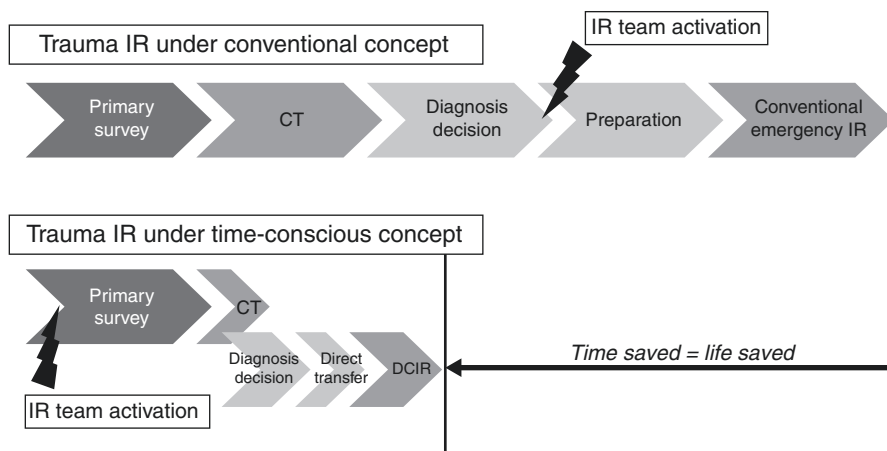 Trauma IR under conventional concept
IR team activation
Primary
survey
CT
Diagnosis
decision
Preparation
Conventional
emergency IR
Trauma IR under time-conscious concept
Primary
survey
CT
Diagnosis
decision
Direct
transfer
DCIR
Time saved = life saved
IR team activation